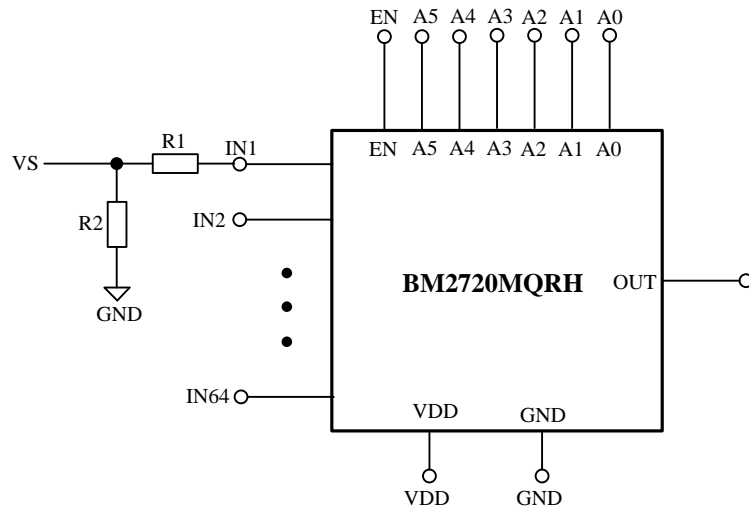 EN A5 A4 A3 A2 A1 A0
EN A5 A4 A3 A2 A1 A0
VS
R1
IN1
R2
IN2
GND
BM2720MQRH
OUT
IN64
VDD
GND
VDD
GND